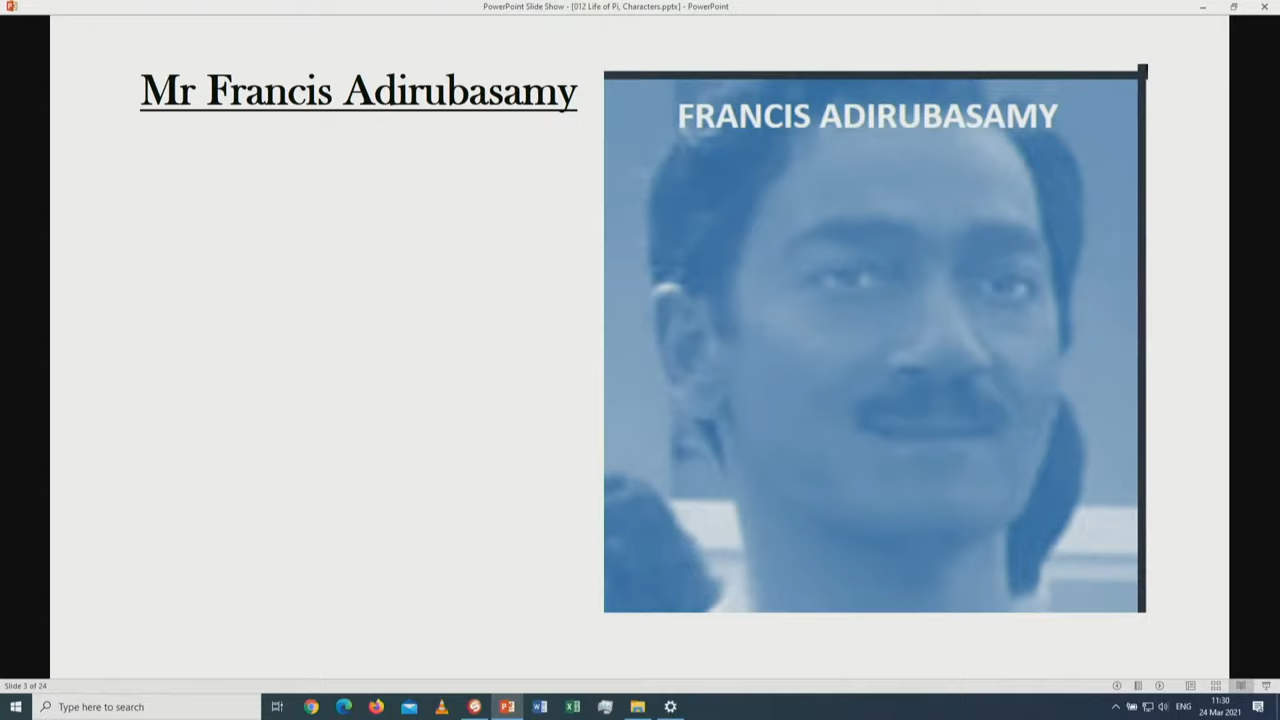 PowerPoint Slide Show - [012 Life of Pi, Characters.pptx] - PowerPoint
Mr Francis Adirubasamy
FRANCIS ADIRUBASAMY
Slide 3 of 24
Type here to search
ENG
11:30
24 Mar 2021